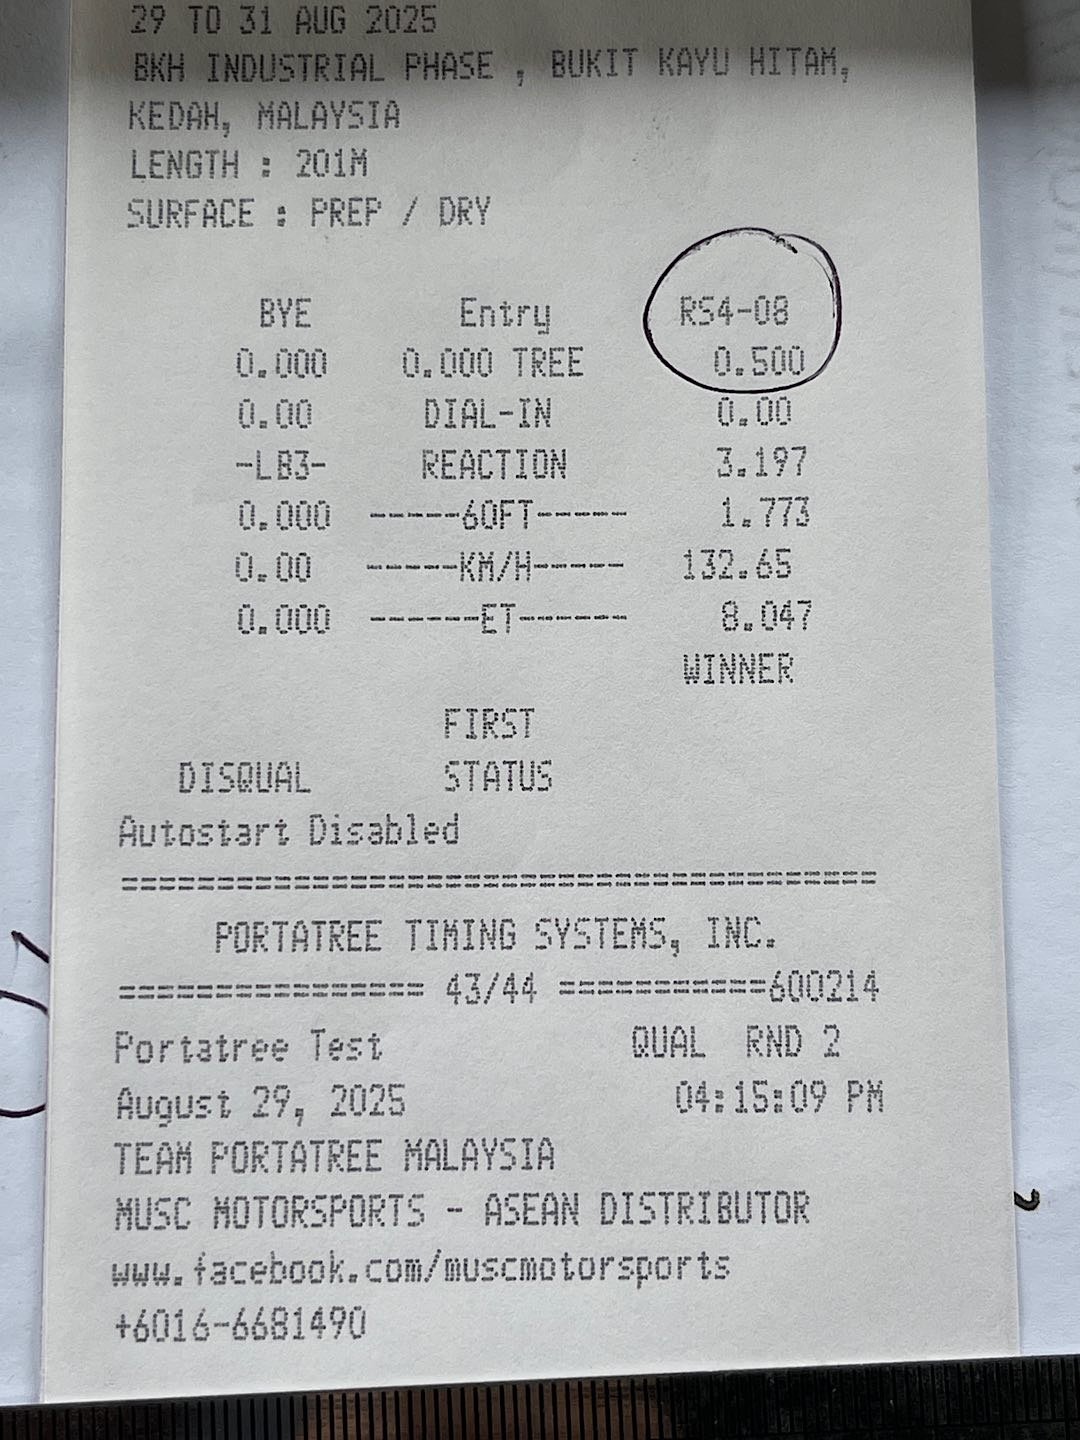 29 TO 31 AUG 2025
BKH INDUSTRIAL PHASE , BUKIT KAYU HITAM,
KEDAH, MALAYSIA
LENGTH : 201M
SURFACE : PREP / DRY
BYE Entry RS4-08
0.000 0.000 TREE 0.500
0.00 DIAL-IN 0.00
-LB3- REACTION 3.197
0.000 -----60FT----- 1.773
0.00 -----KM/H----- 132.65
0.000 ------ET------ 8.047
WINNER
FIRST
DISQUAL STATUS
Autostart Disabled
========================================
PORTATREE TIMING SYSTEMS, INC.
================ 43/44 ===========600214
Portatree Test QUAL RND 2
August 29, 2025 04:15:09 PM
TEAM PORTATREE MALAYSIA
MUSC MOTORSPORTS - ASEAN DISTRIBUTOR
www.facebook.com/muscmotorsports
+6016-6681490